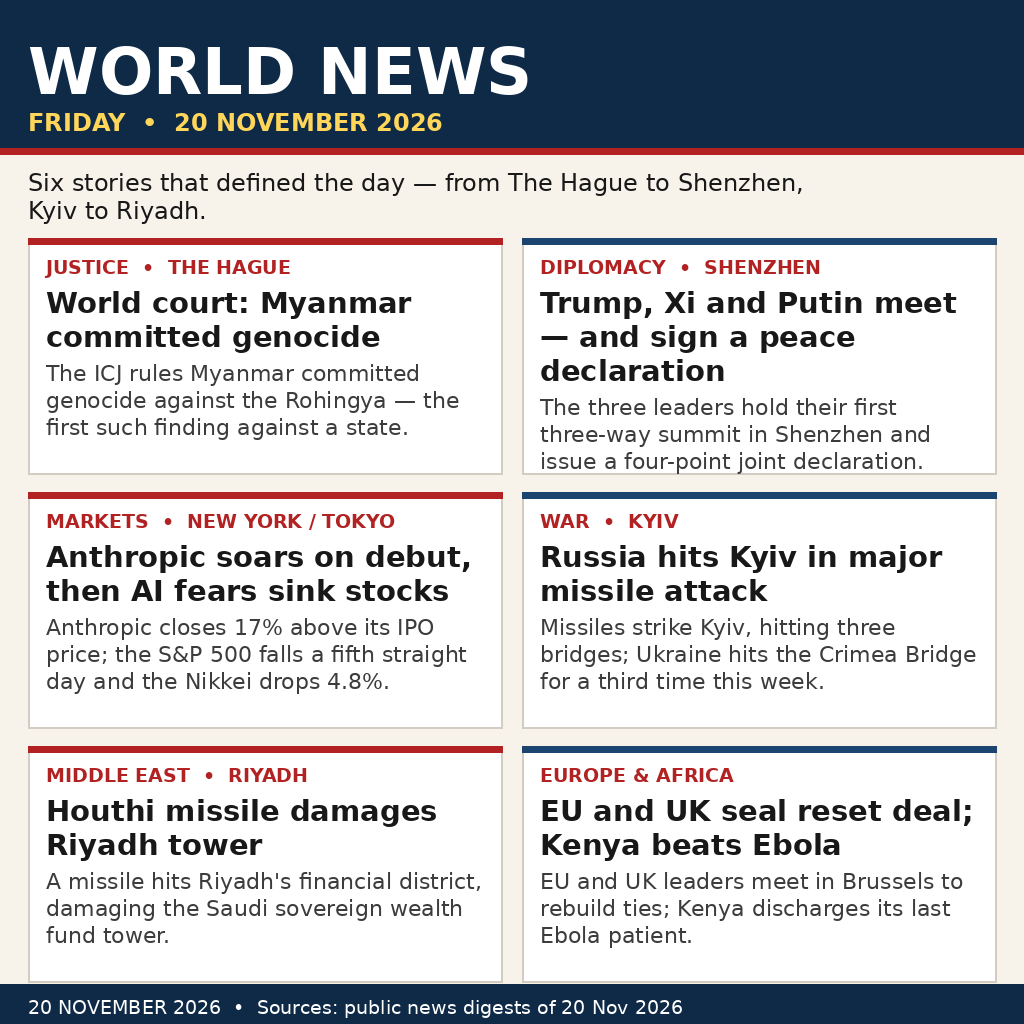 WORLD NEWS
FRIDAY • 20 NOVEMBER 2026
Six stories that defined the day — from The Hague to Shenzhen,
Kyiv to Riyadh.
JUSTICE • THE HAGUE
World court: Myanmar
committed genocide
The ICJ rules Myanmar committed
genocide against the Rohingya — the
first such finding against a state.
DIPLOMACY • SHENZHEN
Trump, Xi and Putin meet
— and sign a peace
declaration
The three leaders hold their first
three-way summit in Shenzhen and
issue a four-point joint declaration.
MARKETS • NEW YORK / TOKYO
Anthropic soars on debut,
then AI fears sink stocks
Anthropic closes 17% above its IPO
price; the S&P 500 falls a fifth straight
day and the Nikkei drops 4.8%.
WAR • KYIV
Russia hits Kyiv in major
missile attack
Missiles strike Kyiv, hitting three
bridges; Ukraine hits the Crimea Bridge
for a third time this week.
MIDDLE EAST • RIYADH
Houthi missile damages
Riyadh tower
A missile hits Riyadh's financial district,
damaging the Saudi sovereign wealth
fund tower.
EUROPE & AFRICA
EU and UK seal reset deal;
Kenya beats Ebola
EU and UK leaders meet in Brussels to
rebuild ties; Kenya discharges its last
Ebola patient.
20 NOVEMBER 2026 • Sources: public news digests of 20 Nov 2026